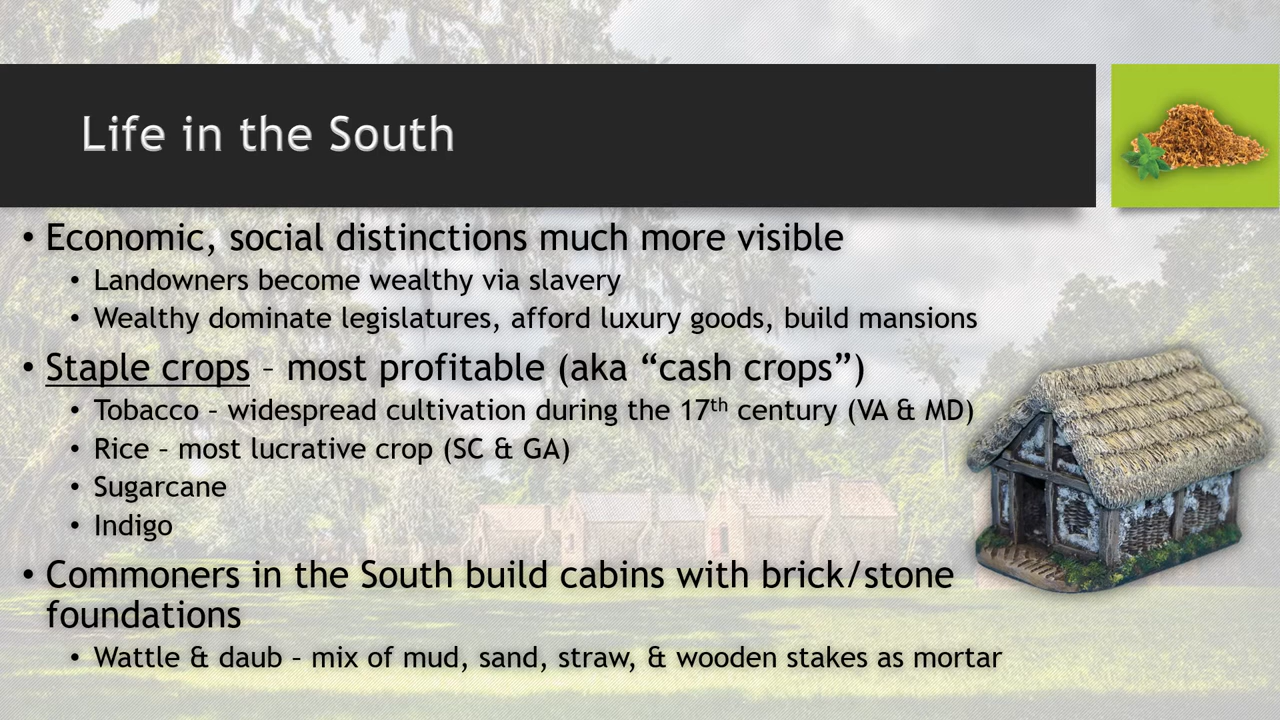 Life in the South
• Economic, social distinctions much more visible
• Landowners become wealthy via slavery
• Wealthy dominate legislatures, afford luxury goods, build mansions
• Staple crops – most profitable (aka “cash crops”)
• Tobacco – widespread cultivation during the 17th century (VA & MD)
• Rice – most lucrative crop (SC & GA)
• Sugarcane
• Indigo
• Commoners in the South build cabins with brick/stone
foundations
• Wattle & daub – mix of mud, sand, straw, & wooden stakes as mortar